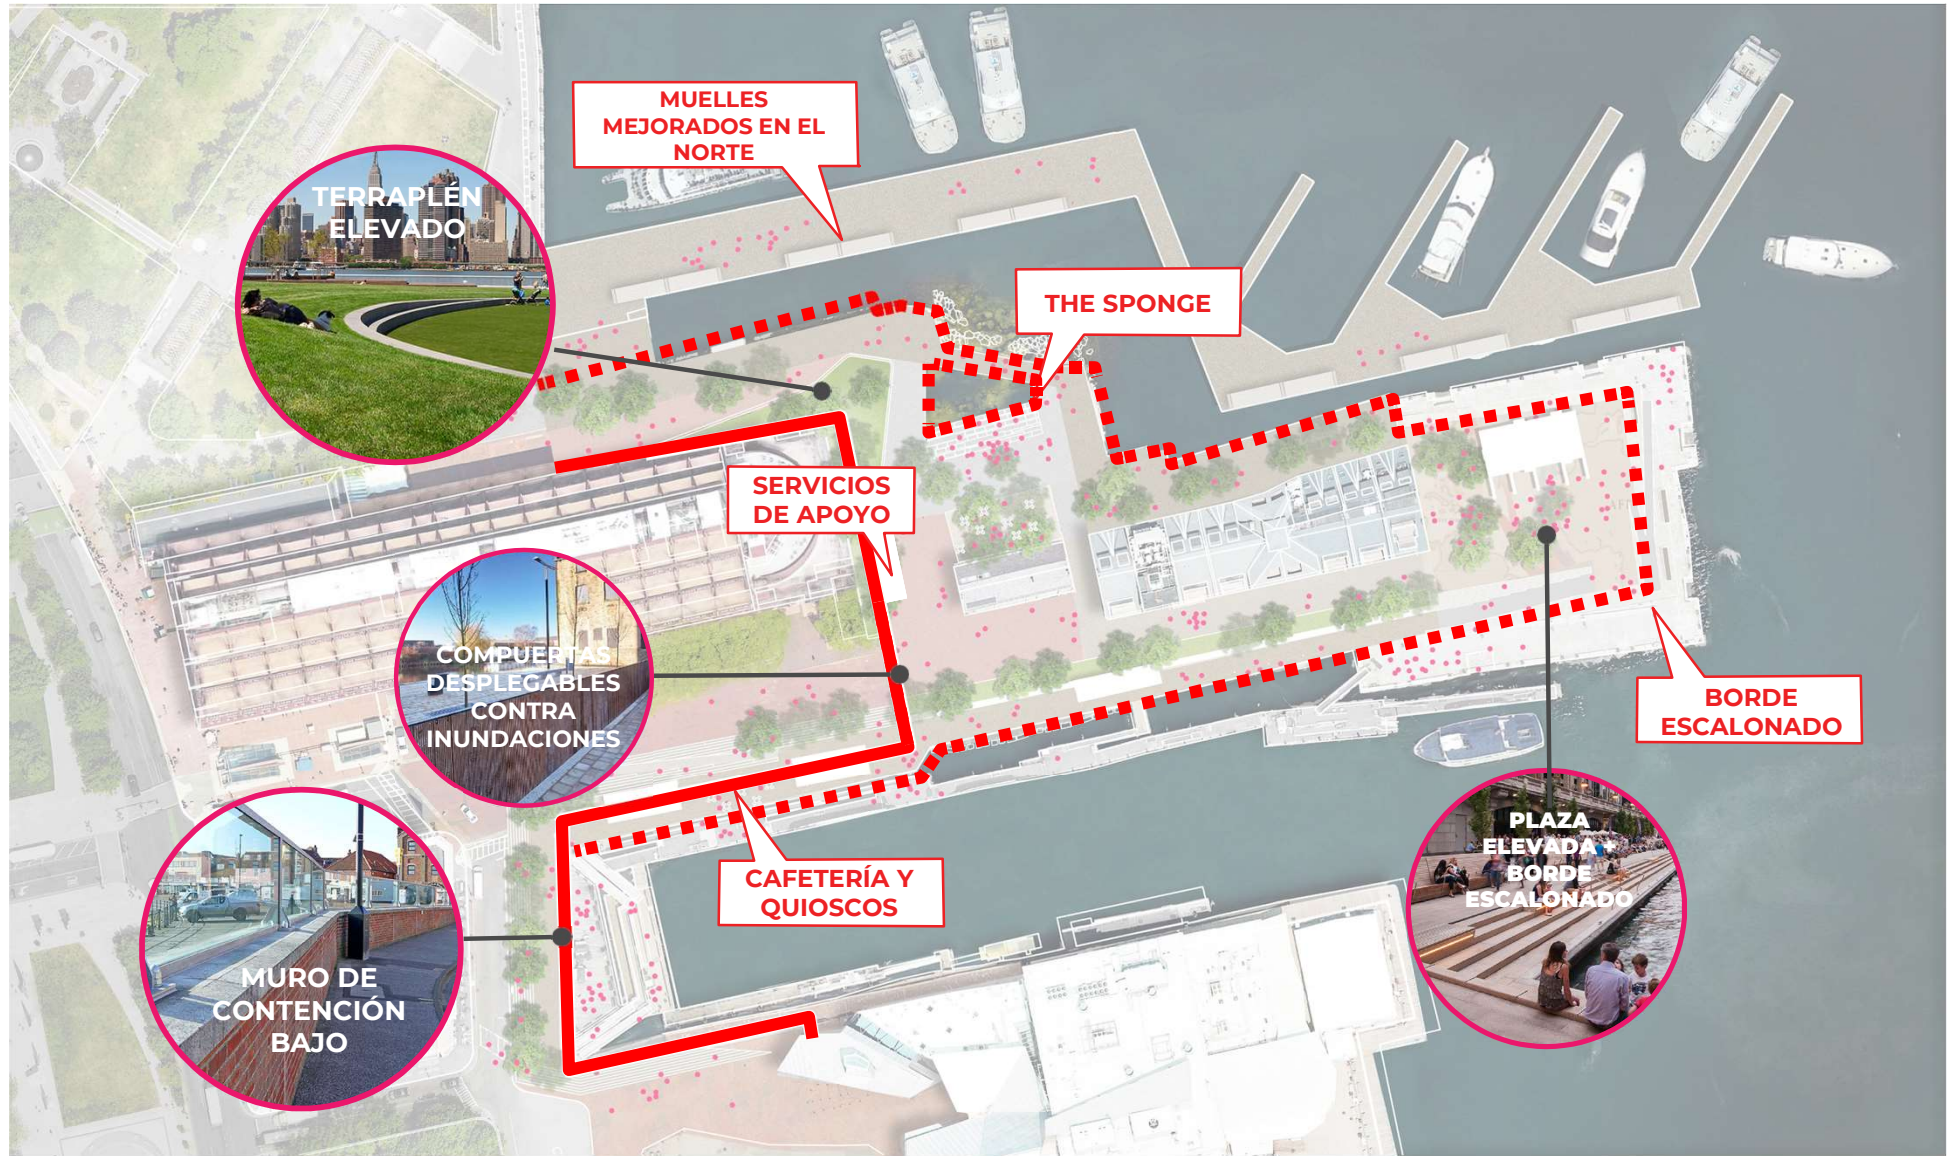 MUELLES
MEJORADOS EN EL
NORTE
TERRAPLÉN
ELEVADO
THE SPONGE
SERVICIOS
DE APOYO
COMPUERTAS
DESPLEGABLES
CONTRA
INUNDACIONES
BORDE
ESCALONADO
PLAZA
ELEVADA +
BORDE
ESCALONADO
CAFETERÍA Y
QUIOSCOS
MURO DE
CONTENCIÓN
BAJO